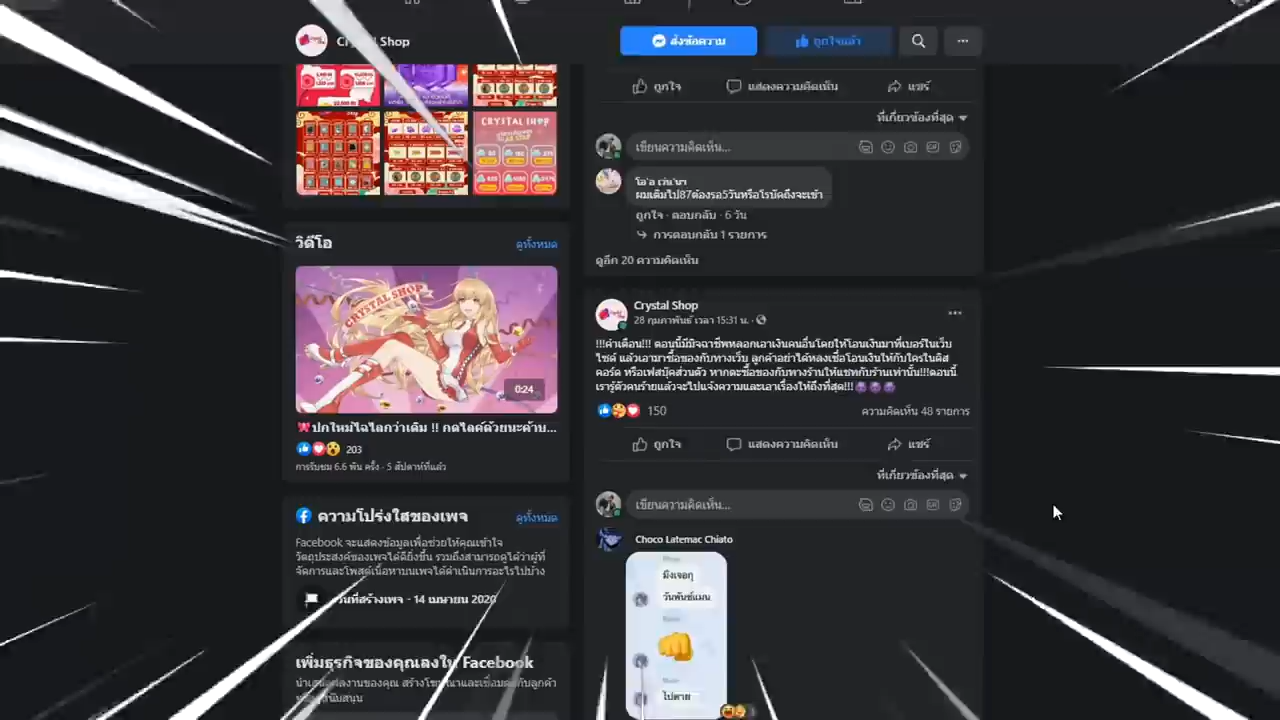 Crystal Shop
ส่งข้อความ
ถูกใจแล้ว
CRYSTAL SHOP
วิดีโอ
ดูทั้งหมด
CRYSTAL SHOP
0:24
ปกใหม่ไฉไลกว่าเดิม !! กดไลค์ด้วยนะค้าบ...
203
การรับชม 6.6 พัน ครั้ง · 5 สัปดาห์ที่แล้ว
ความโปร่งใสของเพจ
ดูทั้งหมด
Facebook จะแสดงข้อมูลเพื่อช่วยให้คุณเข้าใจ
วัตถุประสงค์ของเพจได้ดียิ่งขึ้น รวมถึงสามารถดูได้ว่าผู้ที่
จัดการและโพสต์เนื้อหาบนเพจได้ดำเนินการอะไรไปบ้าง
วันที่สร้างเพจ - 14 เมษายน 2020
เพิ่มธุรกิจของคุณลงใน Facebook
นำเสนอผลงานของคุณ สร้างโฆษณาและเชื่อมต่อกับลูกค้า
หรือผู้สนับสนุน
ถูกใจ
แสดงความคิดเห็น
แชร์
ที่เกี่ยวข้องที่สุด
เขียนความคิดเห็น...
ผมเติมไป87ต้องรอ5วันหรือไรบัดถึงจะเข้า
ถูกใจ · ตอบกลับ · 6 วัน
การตอบกลับ 1 รายการ
ดูอีก 20 ความคิดเห็น
Crystal Shop
28 กุมภาพันธ์ เวลา 15:31 น. ·
!!!คำเตือน!!! ตอนนี้มีมิจฉาชีพหลอกเอาเงินคนอื่นโดยให้โอนเงินมาที่เบอร์ในเว็บ
ไซต์ แล้วเอามาซื้อของกับทางเว็บ ลูกค้าอย่าได้หลงเชื่อโอนเงินให้กับใครในดิส
คอร์ด หรือเฟสบุ๊คส่วนตัว หากตะซื้อของกับทางร้านให้แชทกับร้านเท่านั้น!!!ตอนนี้
เรารู้ตัวคนร้ายแล้วจะไปแจ้งความและเอาเรื่องให้ถึงที่สุด!!!
150
ความคิดเห็น 48 รายการ
ถูกใจ
แสดงความคิดเห็น
แชร์
ที่เกี่ยวข้องที่สุด
เขียนความคิดเห็น...
Choco Latemac Chiato
มึงเจอกุ
วันพันช์แมน
ไปตาย